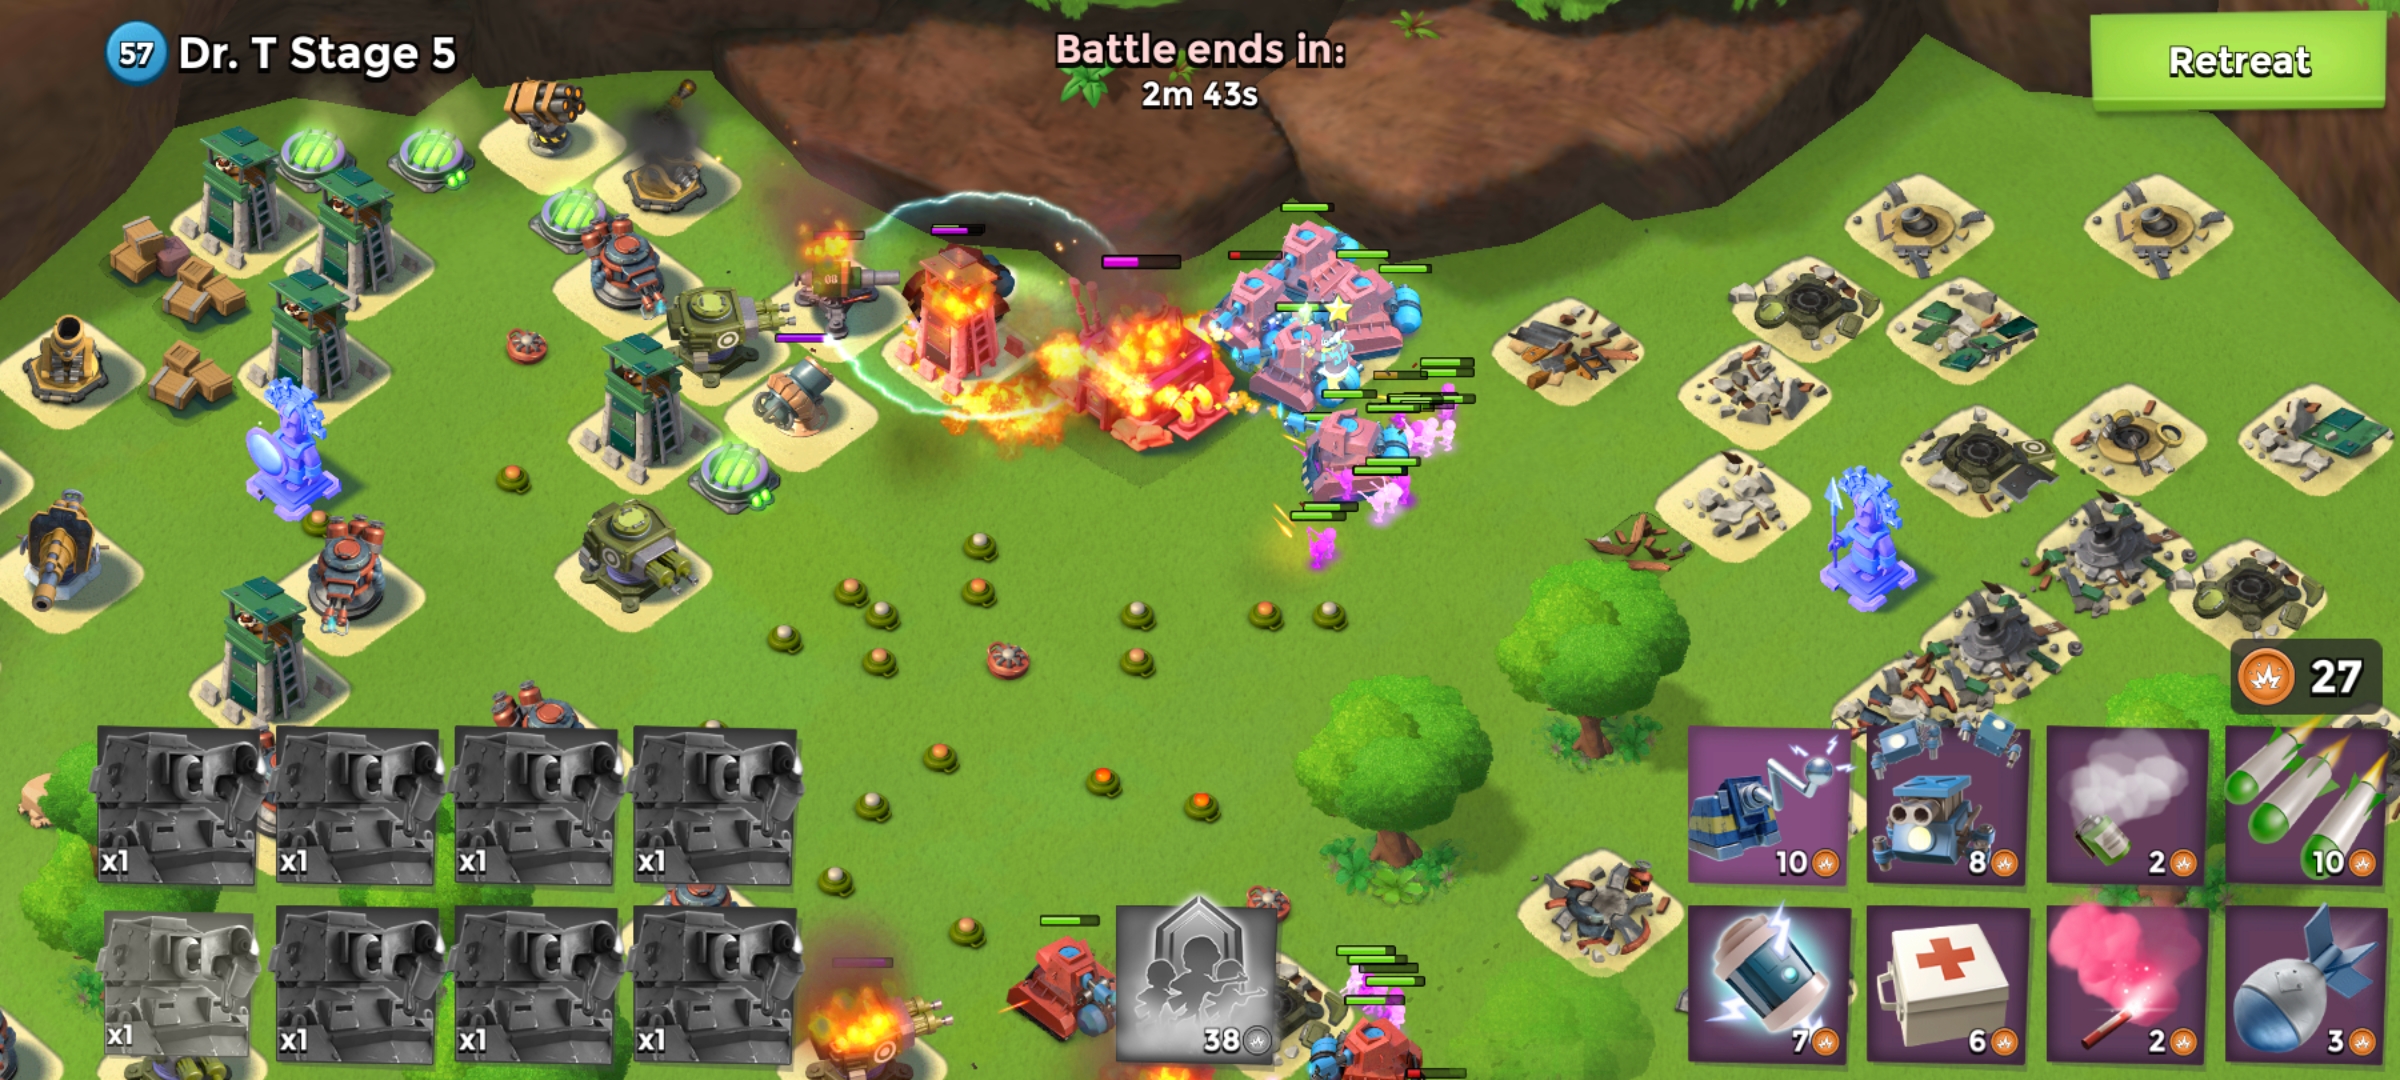 57 Dr. T Stage 5
Battle ends in:
2m 43s
Retreat
27
x1 x1 x1 x1
10 8 2 10
x1 x1 x1 x1
38
7 6 2 3